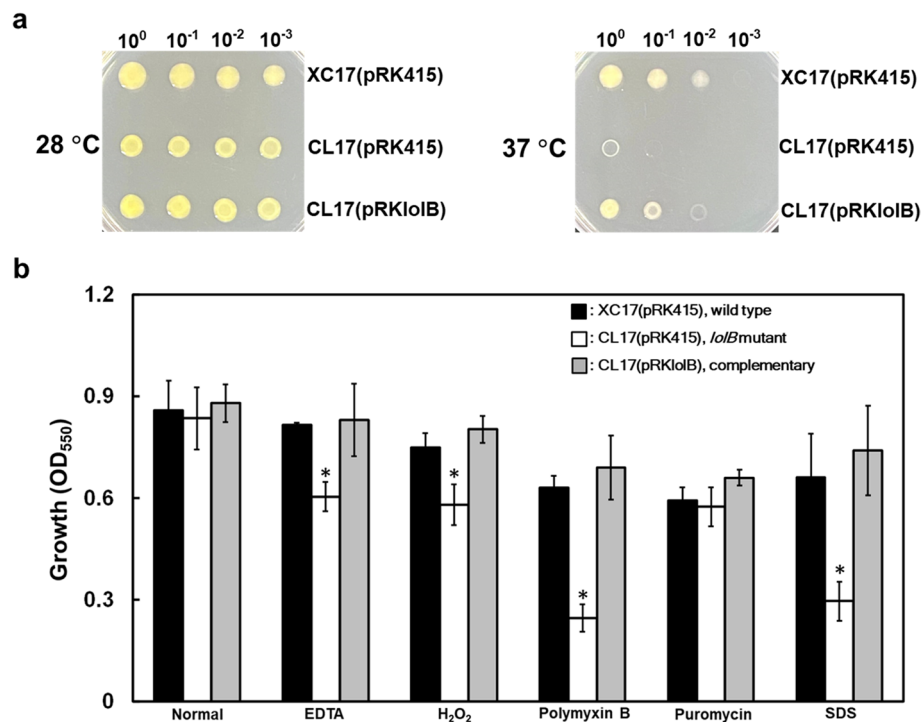 a
10⁰ 10⁻¹ 10⁻² 10⁻³
28 °C
XC17(pRK415)
CL17(pRK415)
CL17(pRKlolB)
10⁰ 10⁻¹ 10⁻² 10⁻³
37 °C
XC17(pRK415)
CL17(pRK415)
CL17(pRKlolB)
b
Growth (OD₅₅₀)
1.2
0.9
0.6
0.3
0
: XC17(pRK415), wild type
: CL17(pRK415), lolB mutant
: CL17(pRKlolB), complementary
*
*
*
*
Normal EDTA H₂O₂ Polymyxin B Puromycin SDS